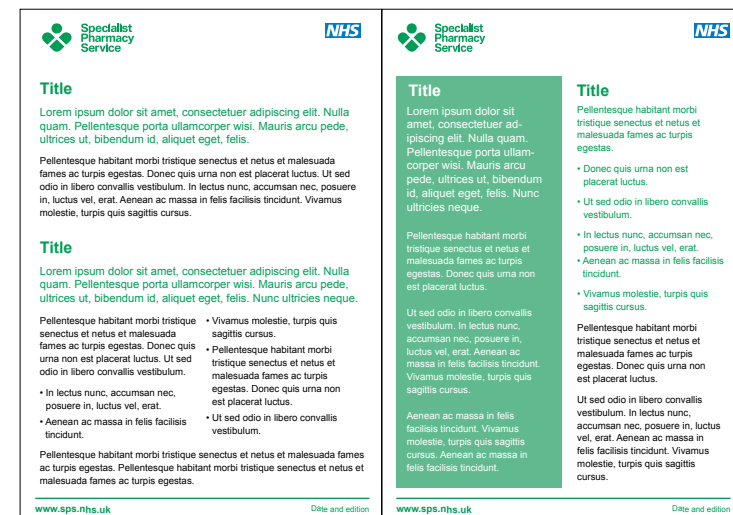 Specialist
Pharmacy
Service
NHS
Title
Lorem ipsum dolor sit amet, consectetuer adipiscing elit. Nulla
quam. Pellentesque porta ullamcorper wisi. Mauris arcu pede,
ultrices ut, bibendum id, aliquet eget, felis.
Pellentesque habitant morbi tristique senectus et netus et malesuada
fames ac turpis egestas. Donec quis urna non est placerat luctus. Ut sed
odio in libero convallis vestibulum. In lectus nunc, accumsan nec, posuere
in, luctus vel, erat. Aenean ac massa in felis facilisis tincidunt. Vivamus
molestie, turpis quis sagittis cursus.
Title
Lorem ipsum dolor sit amet, consectetuer adipiscing elit. Nulla
quam. Pellentesque porta ullamcorper wisi. Mauris arcu pede,
ultrices ut, bibendum id, aliquet eget, felis. Nunc ultricies neque.
Pellentesque habitant morbi tristique
senectus et netus et malesuada
fames ac turpis egestas. Donec quis
urna non est placerat luctus. Ut sed
odio in libero convallis vestibulum.
• In lectus nunc, accumsan nec,
posuere in, luctus vel, erat.
• Aenean ac massa in felis facilisis
tincidunt.
• Vivamus molestie, turpis quis
sagittis cursus.
• Pellentesque habitant morbi
tristique senectus et netus et
malesuada fames ac turpis
egestas. Donec quis urna non
est placerat luctus.
• Ut sed odio in libero convallis
vestibulum.
Pellentesque habitant morbi tristique senectus et netus et malesuada fames
ac turpis egestas. Pellentesque habitant morbi tristique senectus et netus et
malesuada fames ac turpis egestas.
www.sps.nhs.uk
Date and edition
Specialist
Pharmacy
Service
NHS
Title
Lorem ipsum dolor sit
amet, consectetuer ad-
ipiscing elit. Nulla quam.
Pellentesque porta ullam-
corper wisi. Mauris arcu
pede, ultrices ut, bibendum
id, aliquet eget, felis. Nunc
ultricies neque.
Pellentesque habitant morbi
tristique senectus et netus et
malesuada fames ac turpis
egestas. Donec quis urna non
est placerat luctus.
Ut sed odio in libero convallis
vestibulum. In lectus nunc,
accumsan nec, posuere in,
luctus vel, erat. Aenean ac
massa in felis facilisis tincidunt.
Vivamus molestie, turpis quis
sagittis cursus.
Aenean ac massa in felis
facilisis tincidunt. Vivamus
molestie, turpis quis sagittis
cursus. Aenean ac massa in
felis facilisis tincidunt.
Title
Pellentesque habitant morbi
tristique senectus et netus et
malesuada fames ac turpis
egestas.
• Donec quis urna non est
placerat luctus.
• Ut sed odio in libero convallis
vestibulum.
• In lectus nunc, accumsan nec,
posuere in, luctus vel, erat.
• Aenean ac massa in felis facilisis
tincidunt.
• Vivamus molestie, turpis quis
sagittis cursus.
Pellentesque habitant morbi
tristique senectus et netus et
malesuada fames ac turpis
egestas. Donec quis urna non
est placerat luctus.
Ut sed odio in libero convallis
vestibulum. In lectus nunc,
accumsan nec, posuere in, luctus
vel, erat. Aenean ac massa in
felis facilisis tincidunt. Vivamus
molestie, turpis quis sagittis
cursus.
www.sps.nhs.uk
Date and edition